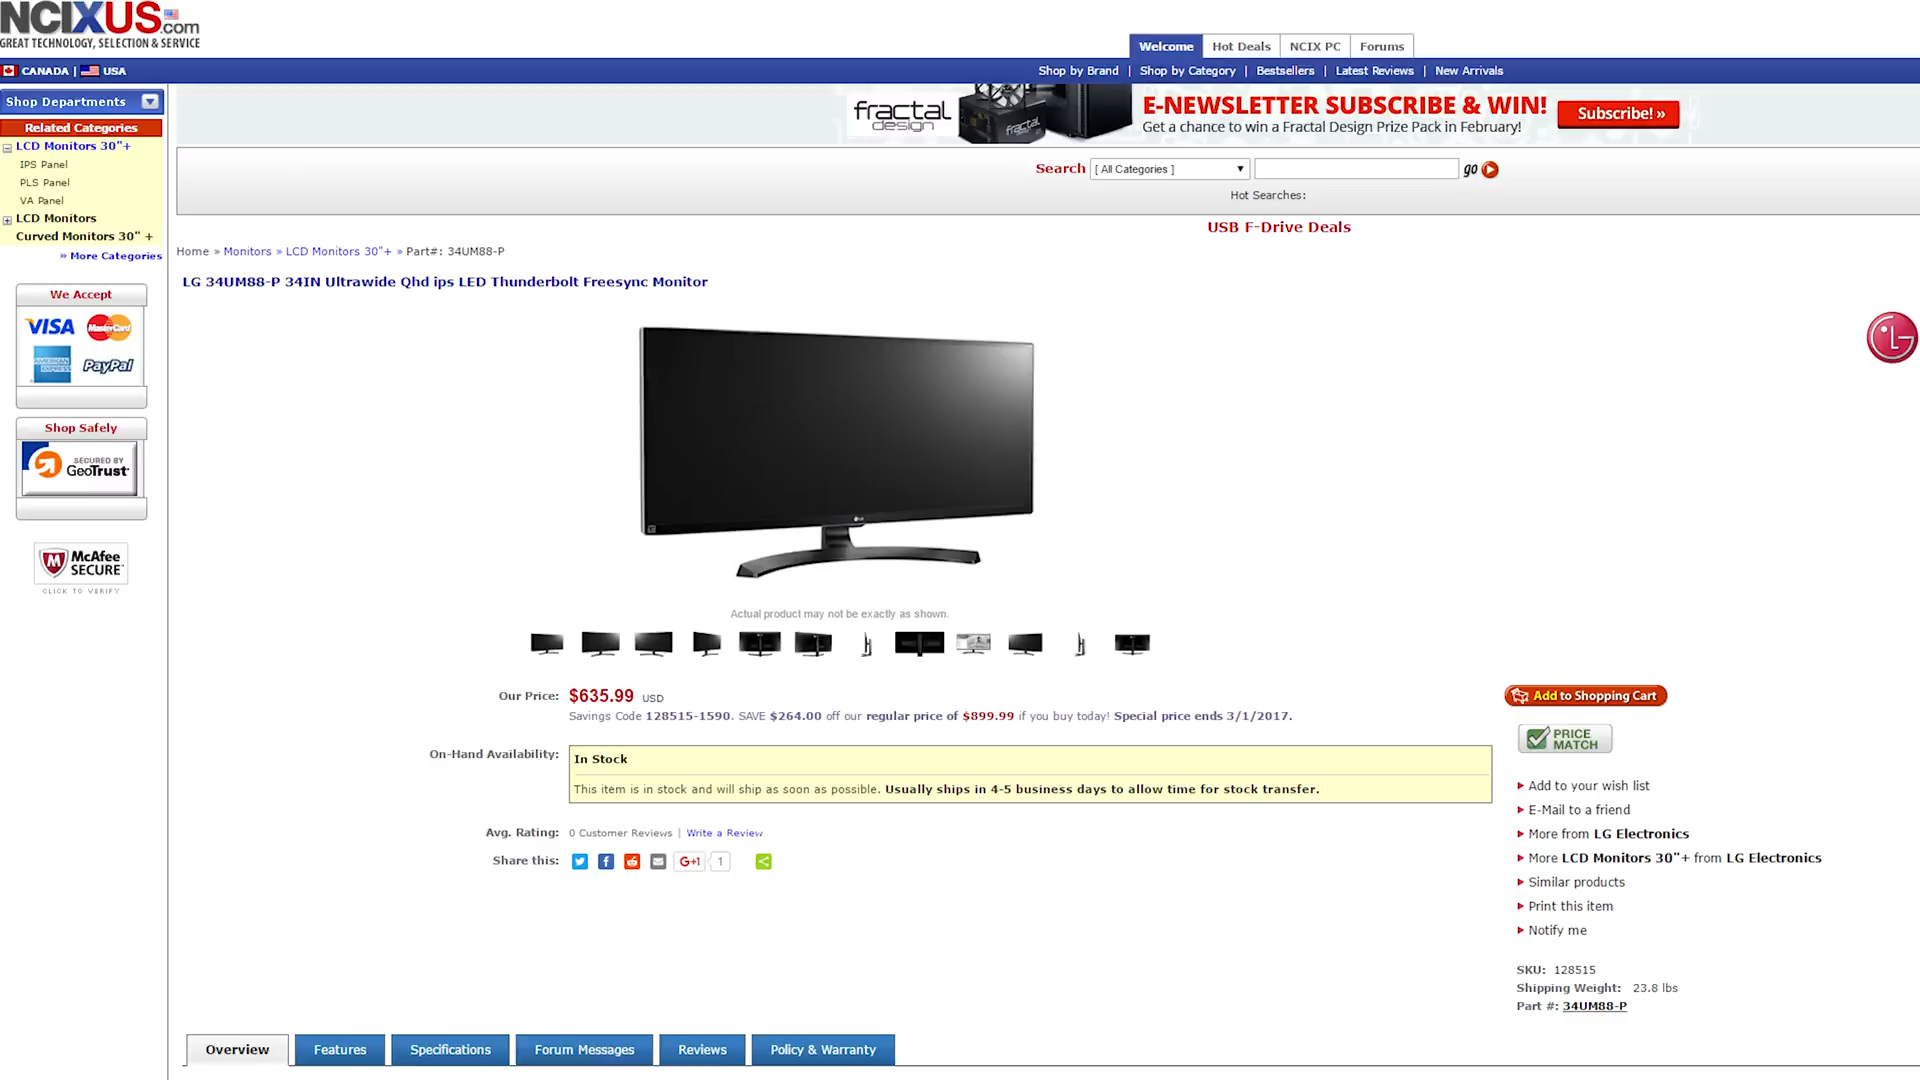 NCIXUS.com
GREAT TECHNOLOGY, SELECTION & SERVICE
Welcome
Hot Deals
NCIX PC
Forums
CANADA | USA
Shop by Brand | Shop by Category | Bestsellers | Latest Reviews | New Arrivals
Shop Departments
Related Categories
LCD Monitors 30"+
IPS Panel
PLS Panel
VA Panel
LCD Monitors
Curved Monitors 30" +
» More Categories
We Accept
VISA MasterCard
AMERICAN EXPRESS PayPal
Shop Safely
SECURED BY
GeoTrust
McAfee
SECURE
CLICK TO VERIFY
fractal
design
fractal
E-NEWSLETTER SUBSCRIBE & WIN!
Get a chance to win a Fractal Design Prize Pack in February!
Subscribe! »
Search [ All Categories ] go
Hot Searches:
USB F-Drive Deals
Home » Monitors » LCD Monitors 30"+ » Part#: 34UM88-P
LG 34UM88-P 34IN Ultrawide Qhd ips LED Thunderbolt Freesync Monitor
Actual product may not be exactly as shown.
Our Price: $635.99 USD
Savings Code 128515-1590. SAVE $264.00 off our regular price of $899.99 if you buy today! Special price ends 3/1/2017.
On-Hand Availability:
In Stock
This item is in stock and will ship as soon as possible. Usually ships in 4-5 business days to allow time for stock transfer.
Avg. Rating: 0 Customer Reviews | Write a Review
Share this: G+1 1
Add to Shopping Cart
PRICE
MATCH
Add to your wish list
E-Mail to a friend
More from LG Electronics
More LCD Monitors 30"+ from LG Electronics
Similar products
Print this item
Notify me
SKU: 128515
Shipping Weight: 23.8 lbs
Part #: 34UM88-P
Overview
Features
Specifications
Forum Messages
Reviews
Policy & Warranty